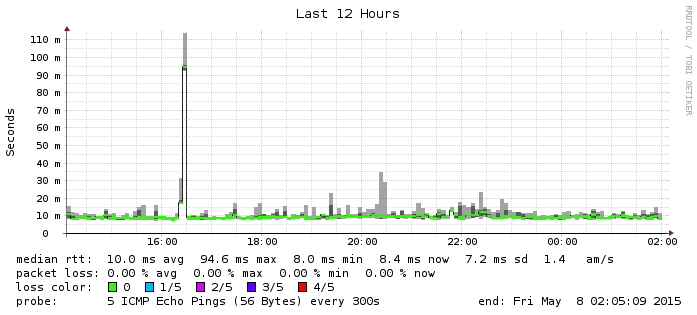 Last 12 Hours
RRDTOOL / TOBI OETIKER
Seconds
110 m
100 m
90 m
80 m
70 m
60 m
50 m
40 m
30 m
20 m
10 m
0
16:00 18:00 20:00 22:00 00:00 02:00
median rtt: 10.0 ms avg 94.6 ms max 8.0 ms min 8.4 ms now 7.2 ms sd 1.4 am/s
packet loss: 0.00 % avg 0.00 % max 0.00 % min 0.00 % now
loss color: 0 1/5 2/5 3/5 4/5
probe: 5 ICMP Echo Pings (56 Bytes) every 300s end: Fri May 8 02:05:09 2015